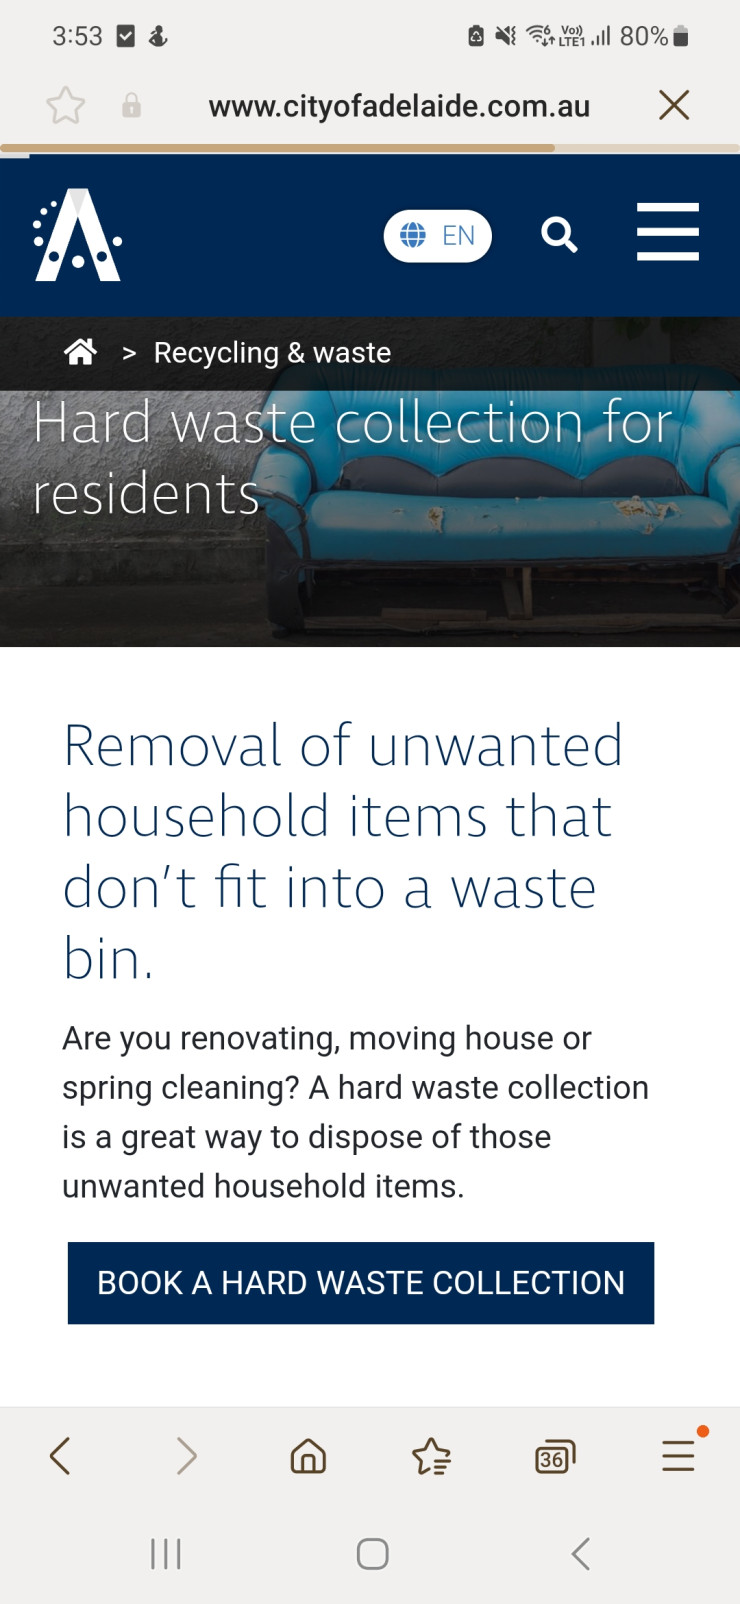 3:53
Vo))
LTE1
80%
www.cityofadelaide.com.au
EN
> Recycling & waste
Hard waste collection for
residents
Removal of unwanted
household items that
don’t fit into a waste
bin.
Are you renovating, moving house or
spring cleaning? A hard waste collection
is a great way to dispose of those
unwanted household items.
BOOK A HARD WASTE COLLECTION
36